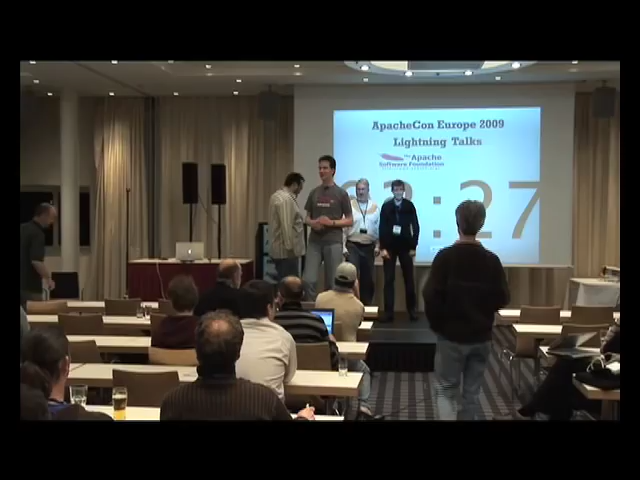 ApacheCon Europe 2009
Lightning Talks
The Apache
Software Foundation
:27